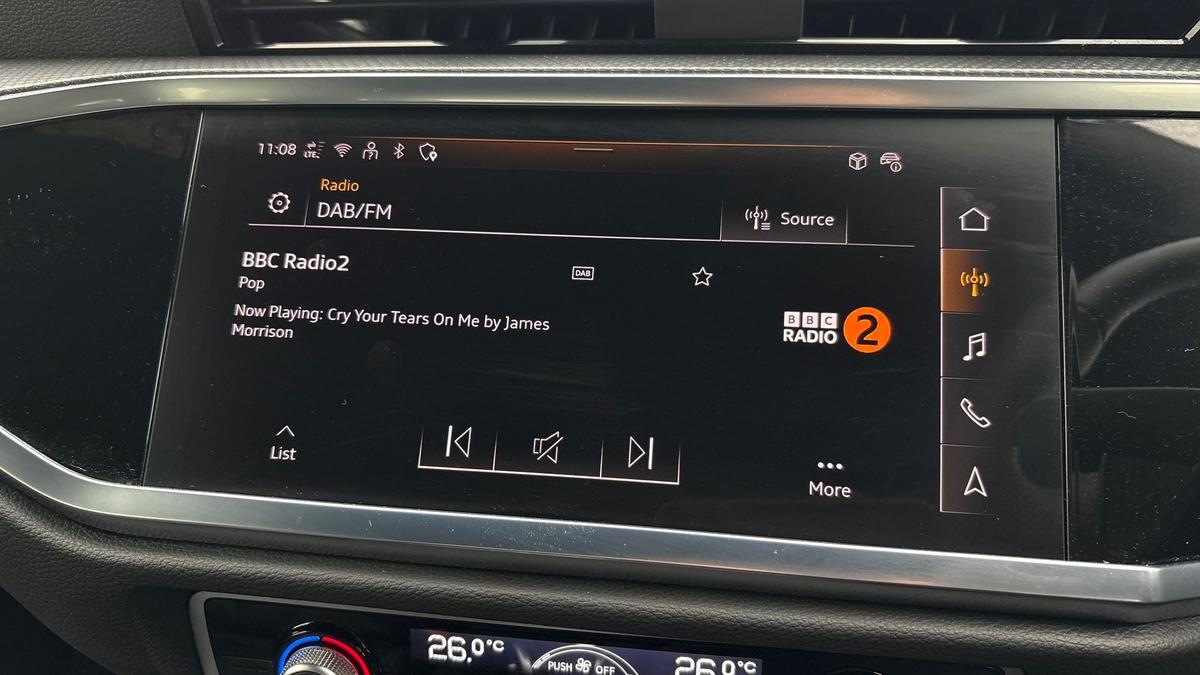 11:08
LTE
Radio
DAB/FM
Source
BBC Radio2
DAB
Pop
Now Playing: Cry Your Tears On Me by James
Morrison
BBC
RADIO 2
List
More
26.0°C
PUSH OFF
26.0°C